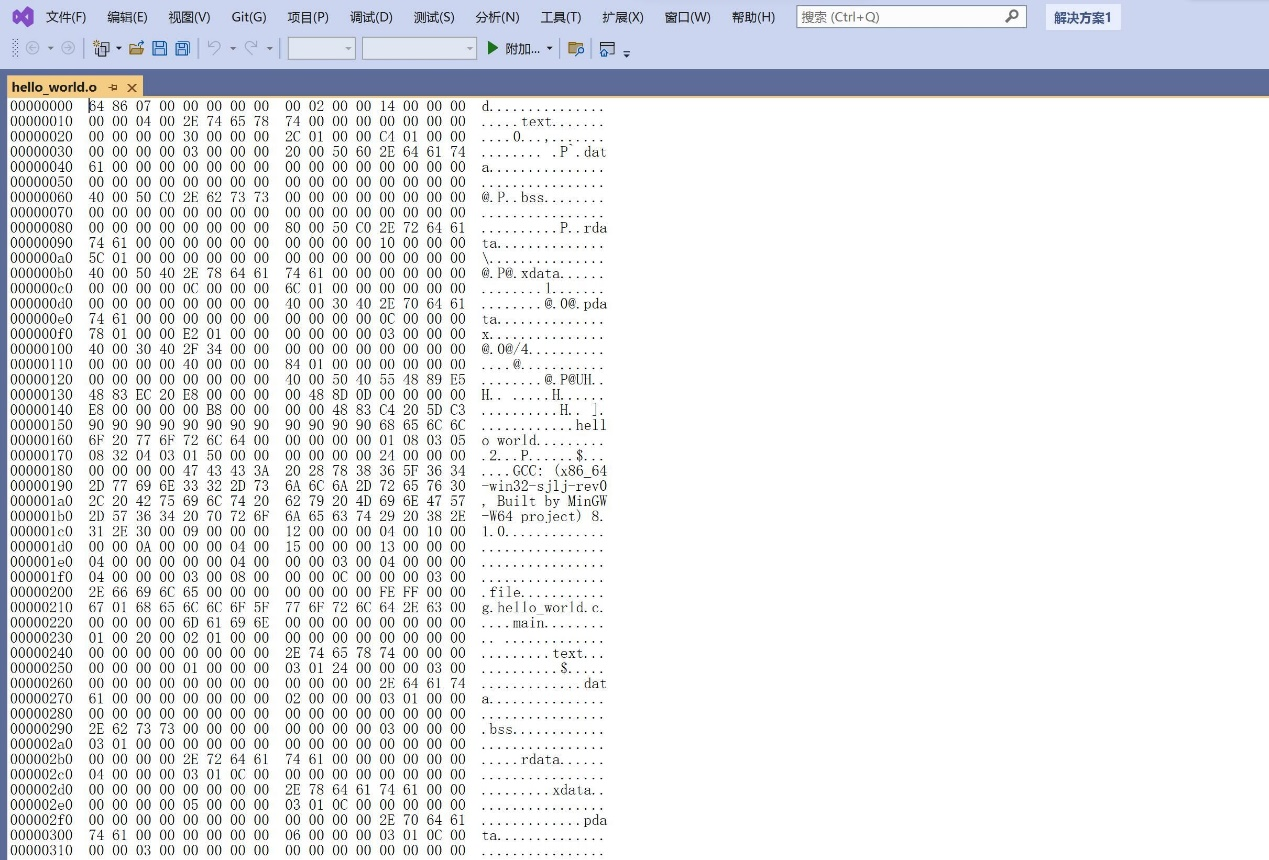 文件(F) 编辑(E) 视图(V) Git(G) 项目(P) 调试(D) 测试(S) 分析(N) 工具(T) 扩展(X) 窗口(W) 帮助(H) 搜索 (Ctrl+Q) 解决方案1
附加...
hello_world.o
00000000 64 86 07 00 00 00 00 00 00 02 00 00 14 00 00 00 d...............
00000010 00 00 04 00 2E 74 65 78 74 00 00 00 00 00 00 00 .....text.......
00000020 00 00 00 00 30 00 00 00 2C 01 00 00 C4 01 00 00 ....0...,.......
00000030 00 00 00 00 03 00 00 00 20 00 50 60 2E 64 61 74 ........ .P`.dat
00000040 61 00 00 00 00 00 00 00 00 00 00 00 00 00 00 00 a...............
00000050 00 00 00 00 00 00 00 00 00 00 00 00 00 00 00 00 ................
00000060 40 00 50 C0 2E 62 73 73 00 00 00 00 00 00 00 00 @.P..bss........
00000070 00 00 00 00 00 00 00 00 00 00 00 00 00 00 00 00 ................
00000080 00 00 00 00 00 00 00 00 80 00 50 C0 2E 72 64 61 ..........P..rda
00000090 74 61 00 00 00 00 00 00 00 00 00 00 10 00 00 00 ta..............
000000a0 5C 01 00 00 00 00 00 00 00 00 00 00 00 00 00 00 \...............
000000b0 40 00 50 40 2E 78 64 61 74 61 00 00 00 00 00 00 @.P@.xdata......
000000c0 00 00 00 00 0C 00 00 00 6C 01 00 00 00 00 00 00 ........l.......
000000d0 00 00 00 00 00 00 00 00 40 00 30 40 2E 70 64 61 ........@.0@.pda
000000e0 74 61 00 00 00 00 00 00 00 00 00 00 0C 00 00 00 ta..............
000000f0 78 01 00 00 E2 01 00 00 00 00 00 00 03 00 00 00 x...............
00000100 40 00 30 40 2F 34 00 00 00 00 00 00 00 00 00 00 @.0@/4..........
00000110 00 00 00 00 40 00 00 00 84 01 00 00 00 00 00 00 ....@...........
00000120 00 00 00 00 00 00 00 00 40 00 50 40 55 48 89 E5 ........@.P@UH..
00000130 48 83 EC 20 E8 00 00 00 00 48 8D 0D 00 00 00 00 H.. .....H......
00000140 E8 00 00 00 00 B8 00 00 00 00 48 83 C4 20 5D C3 ..........H.. ].
00000150 90 90 90 90 90 90 90 90 90 90 90 90 68 65 6C 6C ............hell
00000160 6F 20 77 6F 72 6C 64 00 00 00 00 00 01 08 03 05 o world.........
00000170 08 32 04 03 01 50 00 00 00 00 00 00 24 00 00 00 .2...P......$...
00000180 00 00 00 00 47 43 43 3A 20 28 78 38 36 5F 36 34 ....GCC: (x86_64
00000190 2D 77 69 6E 33 32 2D 73 6A 6C 6A 2D 72 65 76 30 -win32-sjlj-rev0
000001a0 2C 20 42 75 69 6C 74 20 62 79 20 4D 69 6E 47 57 , Built by MinGW
000001b0 2D 57 36 34 20 70 72 6F 6A 65 63 74 29 20 38 2E -W64 project) 8.
000001c0 31 2E 30 00 09 00 00 00 12 00 00 00 04 00 10 00 1.0.............
000001d0 00 00 0A 00 00 00 04 00 15 00 00 00 13 00 00 00 ................
000001e0 04 00 00 00 00 00 04 00 00 00 03 00 04 00 00 00 ................
000001f0 04 00 00 00 03 00 08 00 00 00 0C 00 00 00 03 00 ................
00000200 2E 66 69 6C 65 00 00 00 00 00 00 00 FE FF 00 00 .file...........
00000210 67 01 68 65 6C 6C 6F 5F 77 6F 72 6C 64 2E 63 00 g.hello_world.c.
00000220 00 00 00 00 6D 61 69 6E 00 00 00 00 00 00 00 00 ....main........
00000230 01 00 20 00 02 01 00 00 00 00 00 00 00 00 00 00 .. .............
00000240 00 00 00 00 00 00 00 00 2E 74 65 78 74 00 00 00 .........text...
00000250 00 00 00 00 01 00 00 00 03 01 24 00 00 00 03 00 ..........$.....
00000260 00 00 00 00 00 00 00 00 00 00 00 00 2E 64 61 74 .............dat
00000270 61 00 00 00 00 00 00 00 02 00 00 00 03 01 00 00 a...............
00000280 00 00 00 00 00 00 00 00 00 00 00 00 00 00 00 00 ................
00000290 2E 62 73 73 00 00 00 00 00 00 00 00 03 00 00 00 .bss............
000002a0 03 01 00 00 00 00 00 00 00 00 00 00 00 00 00 00 ................
000002b0 00 00 00 00 2E 72 64 61 74 61 00 00 00 00 00 00 .....rdata......
000002c0 04 00 00 00 03 01 0C 00 00 00 00 00 00 00 00 00 ................
000002d0 00 00 00 00 00 00 00 00 2E 78 64 61 74 61 00 00 .........xdata..
000002e0 00 00 00 00 05 00 00 00 03 01 0C 00 00 00 00 00 ................
000002f0 00 00 00 00 00 00 00 00 00 00 00 00 2E 70 64 61 .............pda
00000300 74 61 00 00 00 00 00 00 06 00 00 00 03 01 0C 00 ta..............
00000310 00 00 03 00 00 00 00 00 00 00 00 00 00 00 00 00 ................